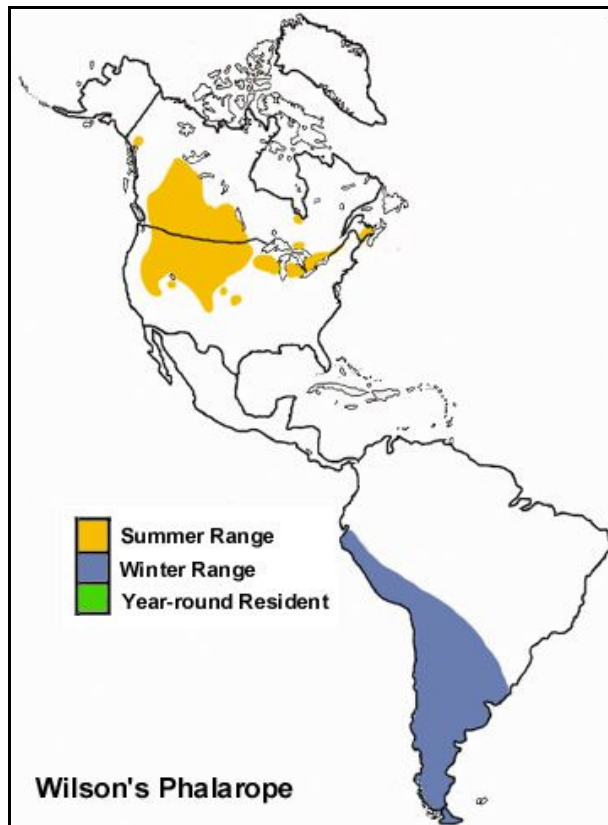 Summer Range
Winter Range
Year-round Resident
Wilson's Phalarope